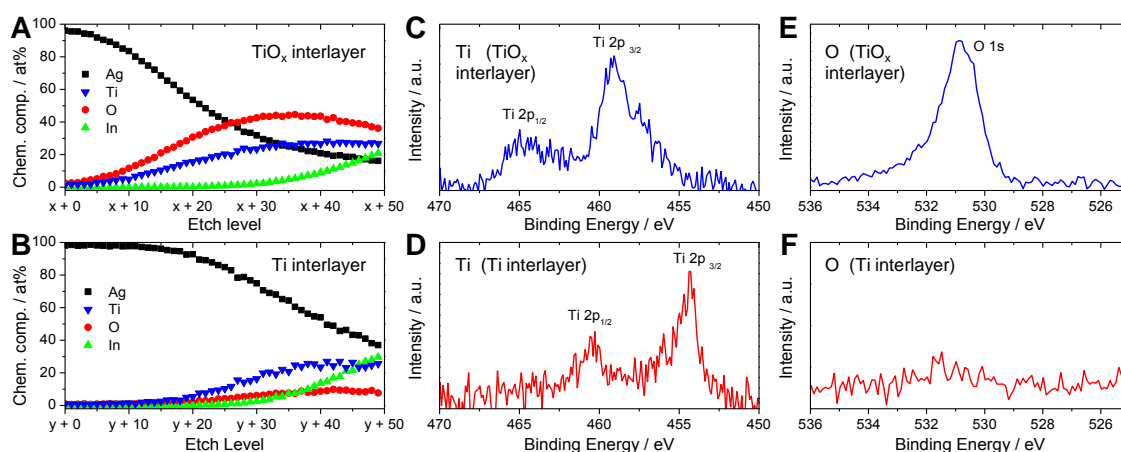 A
TiOₓ interlayer
Ag
Ti
O
In
Chem. comp. / at%
100
80
60
40
20
0
x + 0
x + 10
x + 20
x + 30
x + 40
x + 50
Etch level
B
Ti interlayer
Ag
Ti
O
In
Chem. comp. / at%
100
80
60
40
20
0
y + 0
y + 10
y + 20
y + 30
y + 40
y + 50
Etch Level
C
Ti (TiOₓ
interlayer)
Ti 2p 3/2
Ti 2p1/2
Intensity / a.u.
470
465
460
455
450
Binding Energy / eV
D
Ti (Ti interlayer)
Ti 2p 3/2
Ti 2p1/2
Intensity / a.u.
470
465
460
455
450
Binding Energy / eV
E
O (TiOₓ
interlayer)
O 1s
Intensity / a.u.
536
534
532
530
528
526
Binding Energy / eV
F
O (Ti interlayer)
Intensity / a.u.
536
534
532
530
528
526
Binding Energy / eV